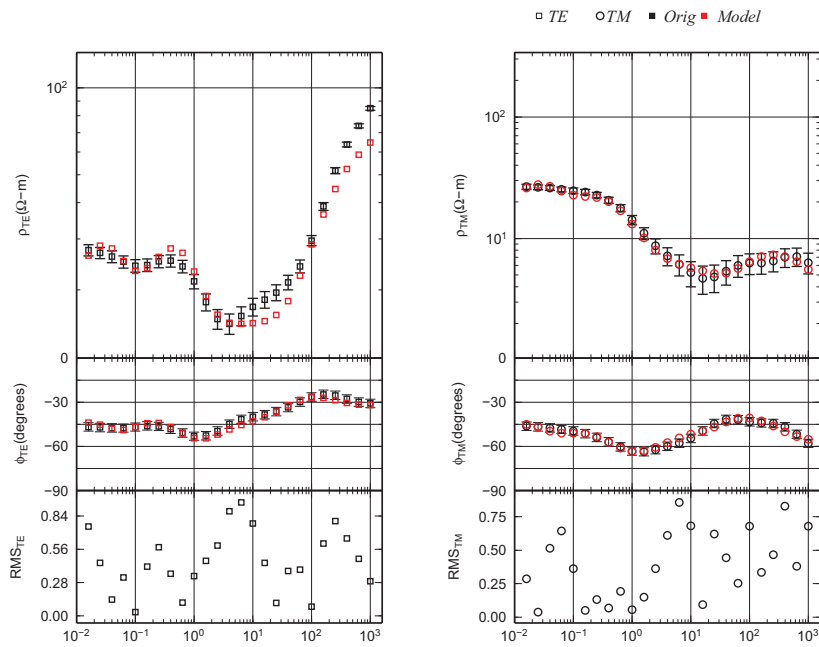 TE TM Orig Model
10²
ρTE(Ω−m)
0
−30
−60
−90
ϕTE(degrees)
0.84
0.56
0.28
0.00
RMSTE
10⁻² 10⁻¹ 10⁰ 10¹ 10² 10³
10²
10¹
10⁰
ρTM(Ω−m)
−30
−60
−90
ϕTM(degrees)
0.75
0.50
0.25
0.00
RMSTM
10⁻² 10⁻¹ 10⁰ 10¹ 10² 10³